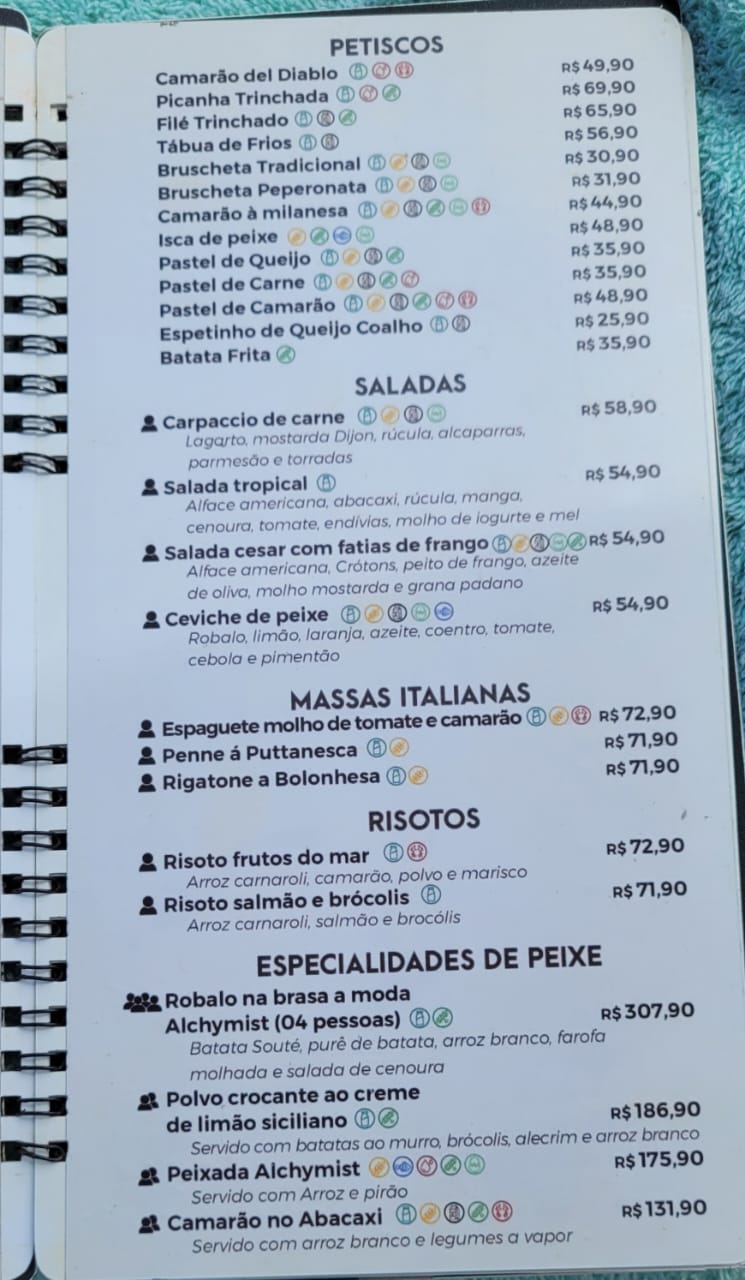 PETISCOS
Camarão del Diablo R$ 49,90
Picanha Trinchada R$ 69,90
Filé Trinchado R$ 65,90
Tábua de Frios R$ 56,90
Bruscheta Tradicional R$ 30,90
Bruscheta Peperonata R$ 31,90
Camarão à milanesa R$ 44,90
Isca de peixe R$ 48,90
Pastel de Queijo R$ 35,90
Pastel de Carne R$ 35,90
Pastel de Camarão R$ 48,90
Espetinho de Queijo Coalho R$ 25,90
Batata Frita R$ 35,90
SALADAS
Carpaccio de carne R$ 58,90
Lagarto, mostarda Dijon, rúcula, alcaparras,
parmesão e torradas
Salada tropical R$ 54,90
Alface americana, abacaxi, rúcula, manga,
cenoura, tomate, endívias, molho de iogurte e mel
Salada cesar com fatias de frango R$ 54,90
Alface americana, Crótons, peito de frango, azeite
de oliva, molho mostarda e grana padano
Ceviche de peixe R$ 54,90
Robalo, limão, laranja, azeite, coentro, tomate,
cebola e pimentão
MASSAS ITALIANAS
Espaguete molho de tomate e camarão R$ 72,90
Penne á Puttanesca R$ 71,90
Rigatone a Bolonhesa R$ 71,90
RISOTOS
Risoto frutos do mar R$ 72,90
Arroz carnaroli, camarão, polvo e marisco
Risoto salmão e brócolis R$ 71,90
Arroz carnaroli, salmão e brocólis
ESPECIALIDADES DE PEIXE
Robalo na brasa a moda
Alchymist (04 pessoas) R$ 307,90
Batata Souté, purê de batata, arroz branco, farofa
molhada e salada de cenoura
Polvo crocante ao creme
de limão siciliano R$ 186,90
Servido com batatas ao murro, brócolis, alecrim e arroz branco
Peixada Alchymist R$ 175,90
Servido com Arroz e pirão
Camarão no Abacaxi R$ 131,90
Servido com arroz branco e legumes a vapor